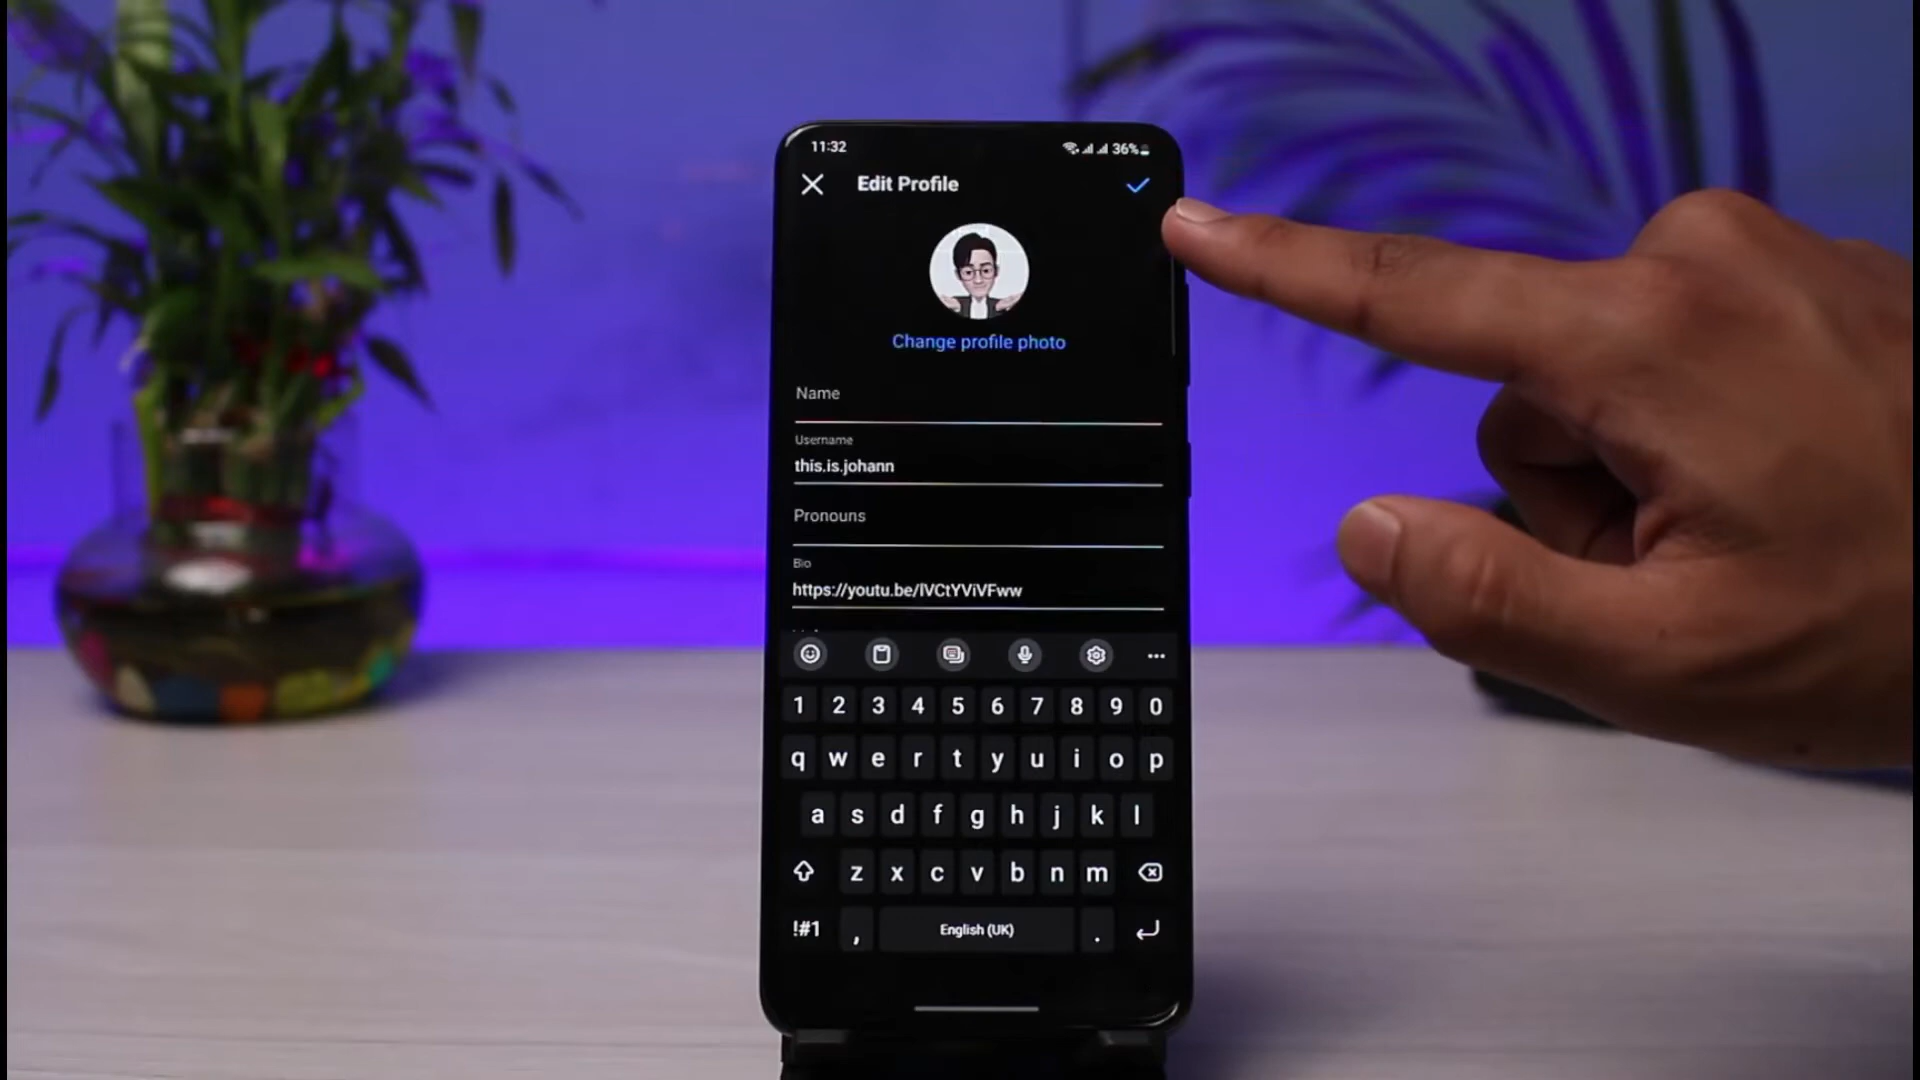 11:32
36%
Edit Profile
Change profile photo
Name
Username
this.is.johann
Pronouns
Bio
https://youtu.be/lVCtYViVFww
1 2 3 4 5 6 7 8 9 0
q w e r t y u i o p
a s d f g h j k l
z x c v b n m
!#1 , English (UK) .